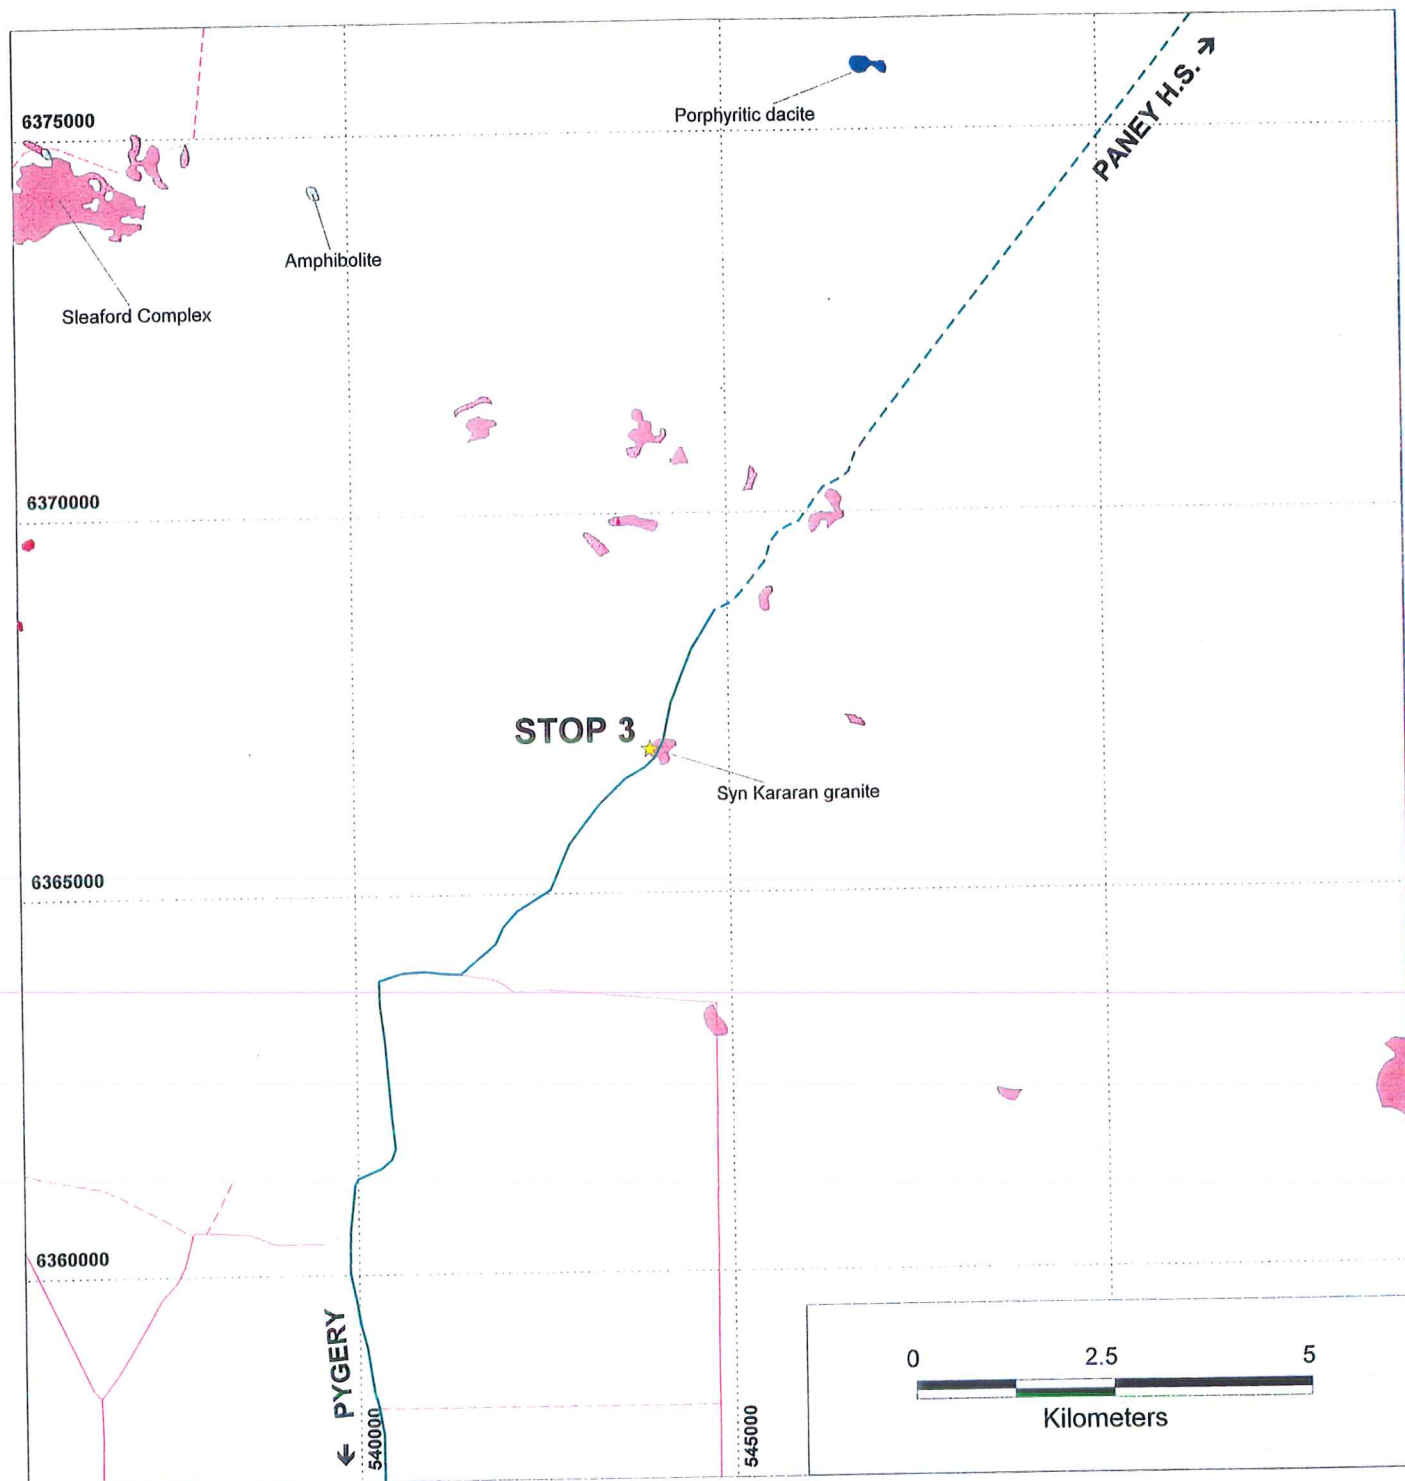 PANEY H.S. →
Porphyritic dacite
6375000
Amphibolite
Sleaford Complex
6370000
STOP 3
Syn Kararan granite
6365000
6360000
← PYGERY
540000
545000
0 2.5 5
Kilometers